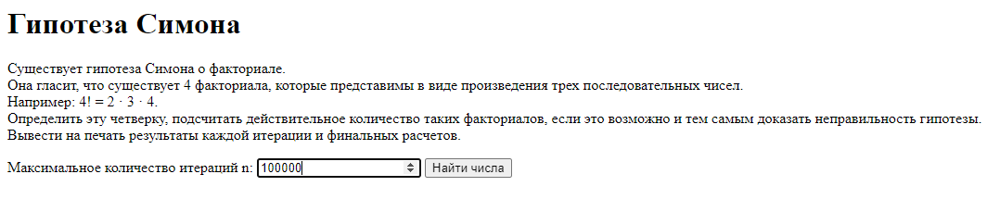 Гипотеза Симона
Существует гипотеза Симона о факториале.
Она гласит, что существует 4 факториала, которые представимы в виде произведения трех последовательных чисел.
Например: 4! = 2 · 3 · 4.
Определить эту четверку, подсчитать действительное количество таких факториалов, если это возможно и тем самым доказать неправильность гипотезы.
Вывести на печать результаты каждой итерации и финальных расчетов.
Максимальное количество итераций n: 100000 Найти числа